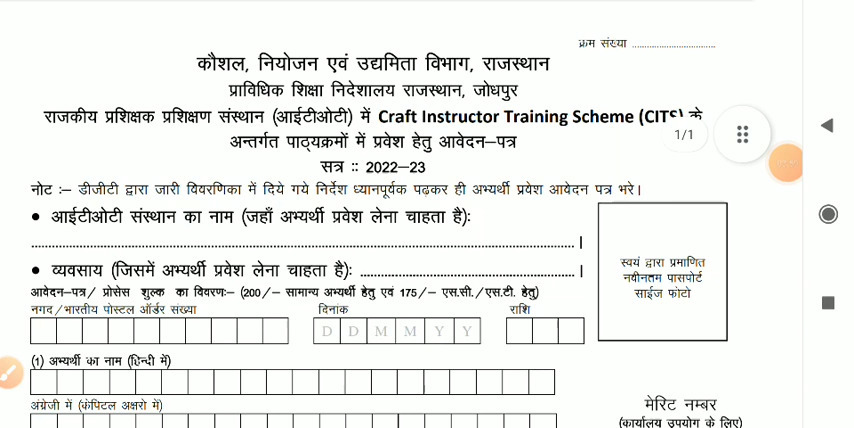 क्रम संख्या ................................
कौशल, नियोजन एवं उद्यमिता विभाग, राजस्थान
प्राविधिक शिक्षा निदेशालय राजस्थान, जोधपुर
राजकीय प्रशिक्षक प्रशिक्षण संस्थान (आईटीओटी) में Craft Instructor Training Scheme (CITS) के
अन्तर्गत पाठ्यक्रमों में प्रवेश हेतु आवेदन–पत्र
1/1
सत्र :: 2022–23
नोट :– डीजीटी द्वारा जारी विवरणिका में दिये गये निर्देश ध्यानपूर्वक पढ़कर ही अभ्यर्थी प्रवेश आवेदन पत्र भरे।
• आईटीओटी संस्थान का नाम (जहाँ अभ्यर्थी प्रवेश लेना चाहता है):
................................................................................ ।
• व्यवसाय (जिसमें अभ्यर्थी प्रवेश लेना चाहता है): ................................................ ।
स्वयं द्वारा प्रमाणित
नवीनतम पासपोर्ट
साईज फोटो
आवेदन–पत्र/ प्रोसेस शुल्क का विवरण:– (200/– सामान्य अभ्यर्थी हेतु एवं 175/– एस.सी./एस.टी. हेतु)
नगद/भारतीय पोस्टल ऑर्डर संख्या दिनांक राशि
D D M M Y Y
(1) अभ्यर्थी का नाम (हिन्दी में)
अंग्रेजी में (केपिटल अक्षरो में)
मेरिट नम्बर
(कार्यालय उपयोग के लिए)